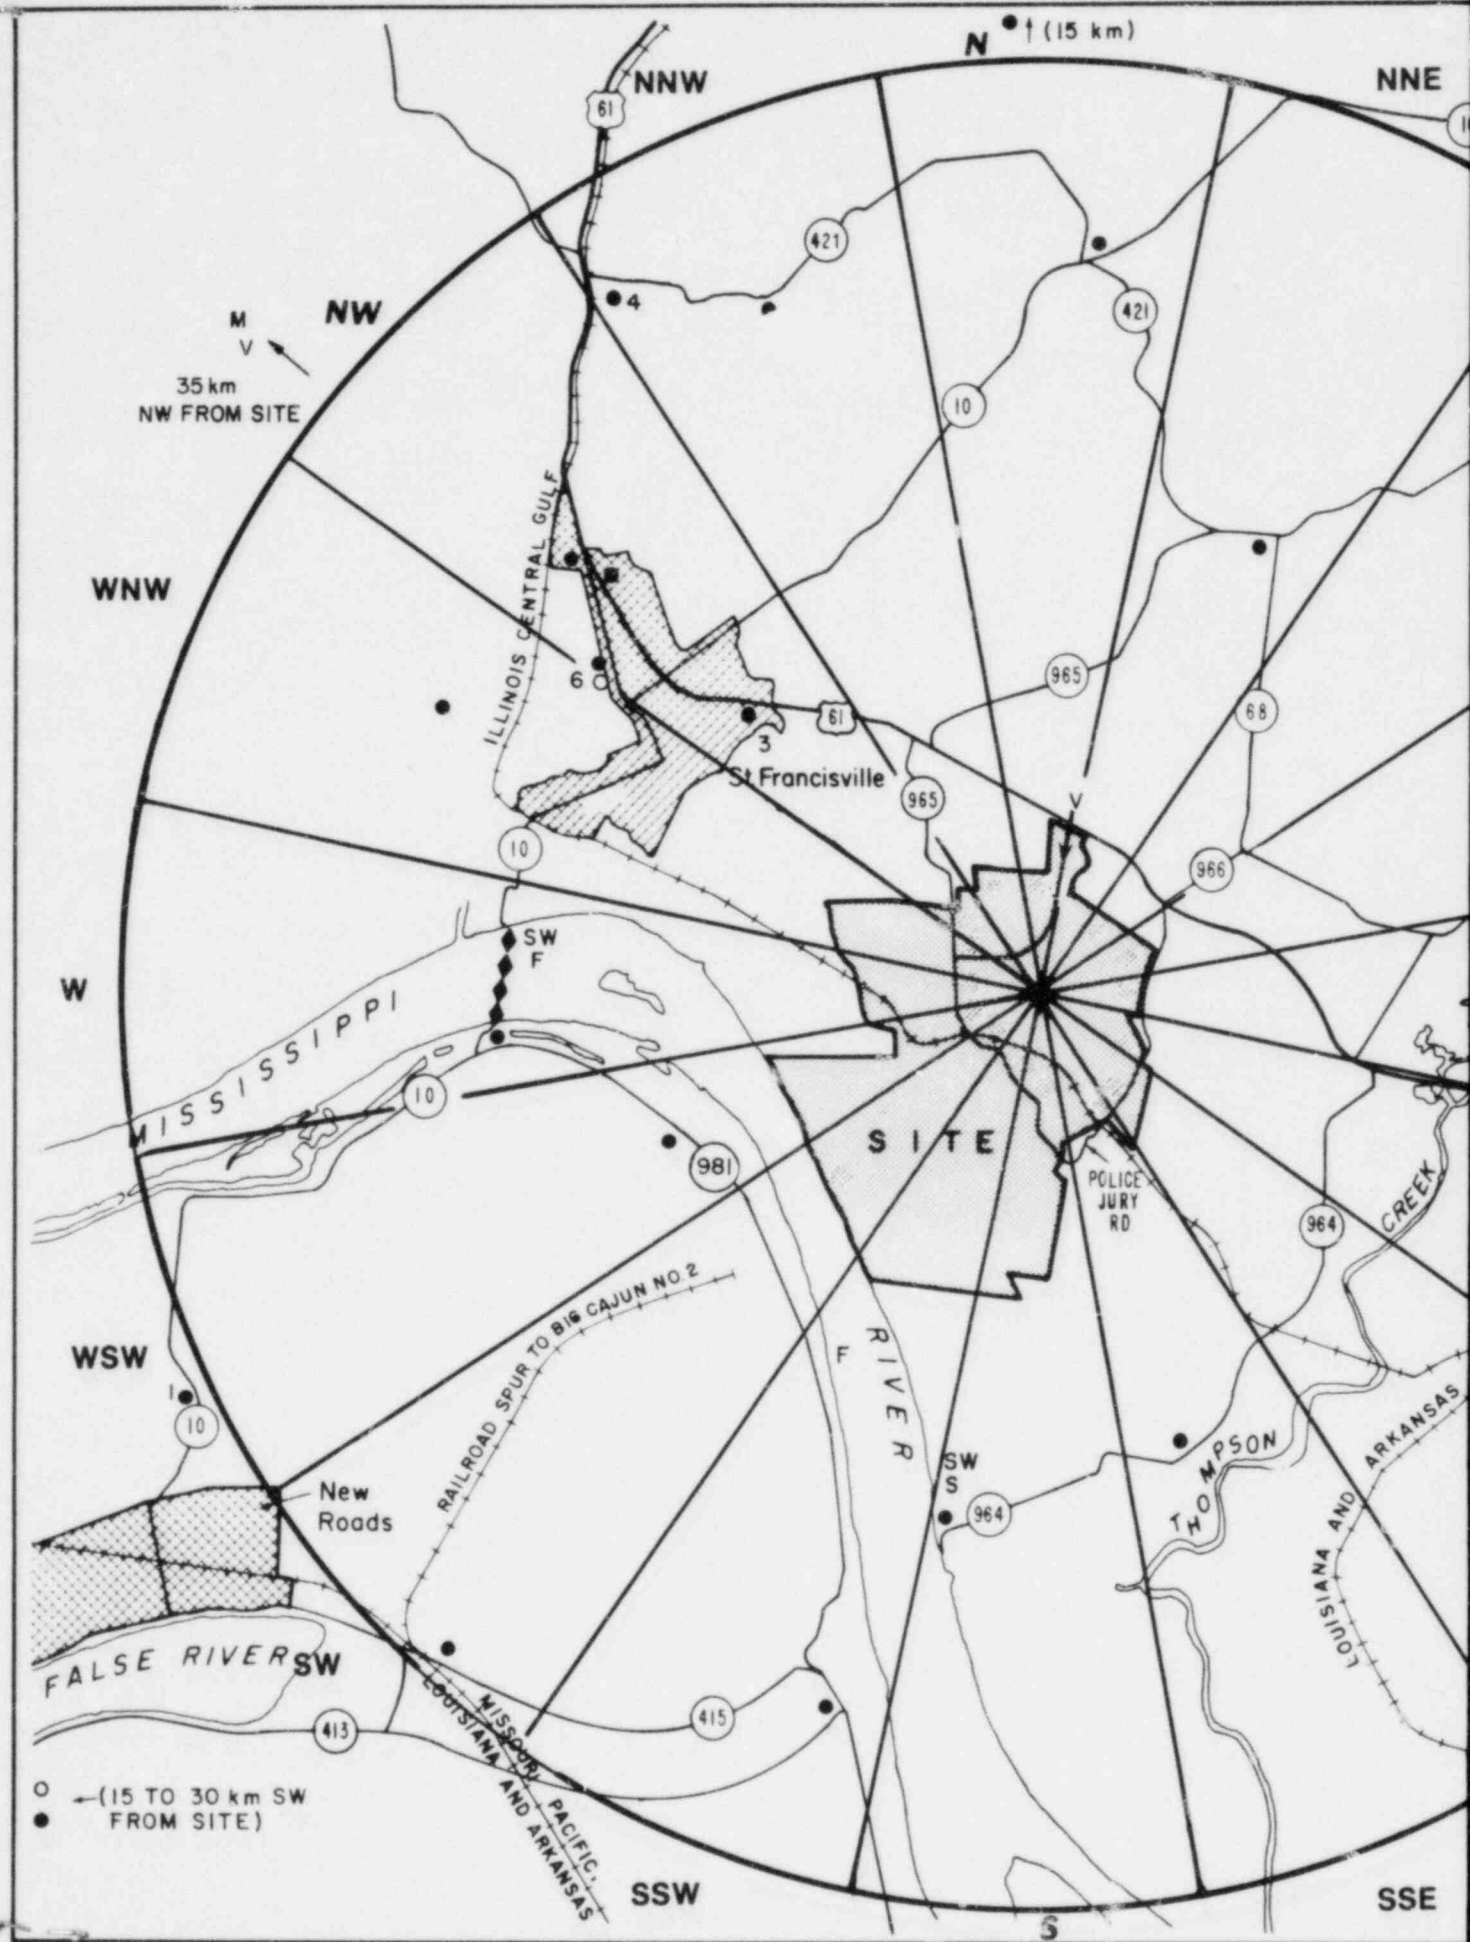 N ↑ (15 km)
NNW
NNE
61
421
4
421
NW
M
V
35 km
NW FROM SITE
10
ILLINOIS CENTRAL GULF
WNW
6
3
St Francisville
61
965
68
965
V
966
10
SW
F
W
MISSISSIPPI
10
981
SITE
POLICE
JURY
RD
964
CREEK
THOMPSON
WSW
1
10
RAILROAD SPUR TO BIG CAJUN NO. 2
F
RIVER
New
Roads
SW
S
964
LOUISIANA AND ARKANSAS
FALSE RIVER
SW
413
415
MISSOURI PACIFIC,
LOUISIANA AND ARKANSAS
←(15 TO 30 km SW
FROM SITE)
SSW
S
SSE